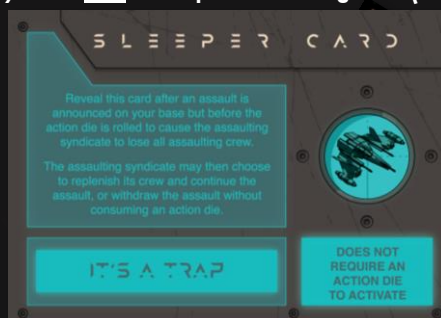 SLEEPER CARD
Reveal this card after an assault is
announced on your base but before the
action die is rolled to cause the assaulting
syndicate to lose all assaulting crew.
The assaulting syndicate may then choose
to replenish its crew and continue the
assault, or withdraw the assault without
consuming an action die.
IT'S A TRAP
DOES NOT
REQUIRE AN
ACTION DIE
TO ACTIVATE